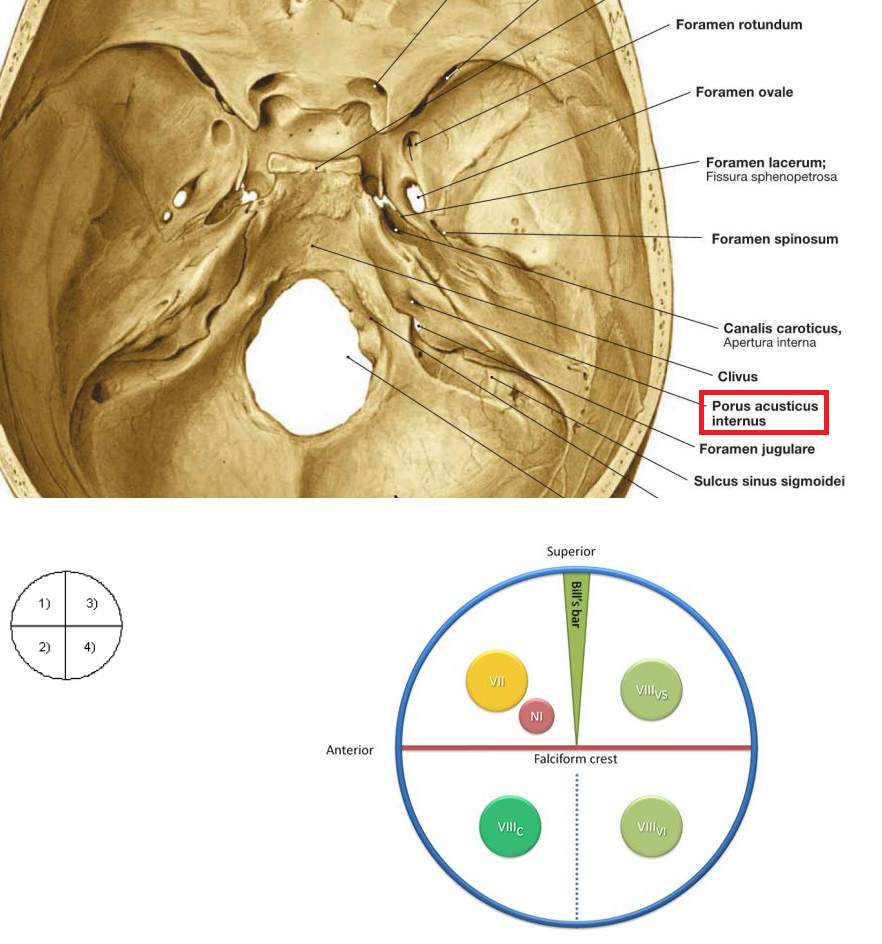 Foramen rotundum
Foramen ovale
Foramen lacerum;
Fissura sphenopetrosa
Foramen spinosum
Canalis caroticus,
Apertura interna
Clivus
Porus acusticus
internus
Foramen jugulare
Sulcus sinus sigmoidei
1) 3)
2) 4)
Superior
Bill's bar
VII
NI
VIIIVS
Anterior
Falciform crest
VIIIC
VIIIVI